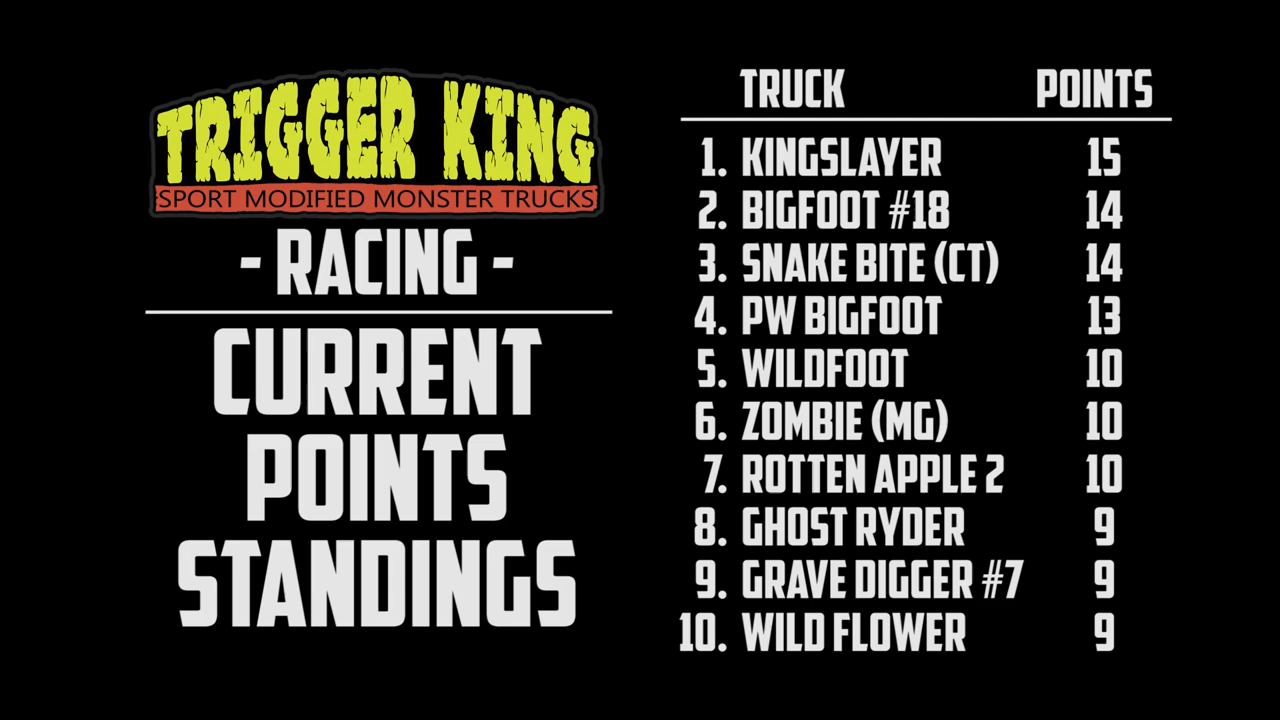 TRIGGER KING
SPORT MODIFIED MONSTER TRUCKS
- RACING -
CURRENT
POINTS
STANDINGS
TRUCK POINTS
1. KINGSLAYER 15
2. BIGFOOT #18 14
3. SNAKE BITE (CT) 14
4. PW BIGFOOT 13
5. WILDFOOT 10
6. ZOMBIE (MG) 10
7. ROTTEN APPLE 2 10
8. GHOST RYDER 9
9. GRAVE DIGGER #7 9
10. WILD FLOWER 9